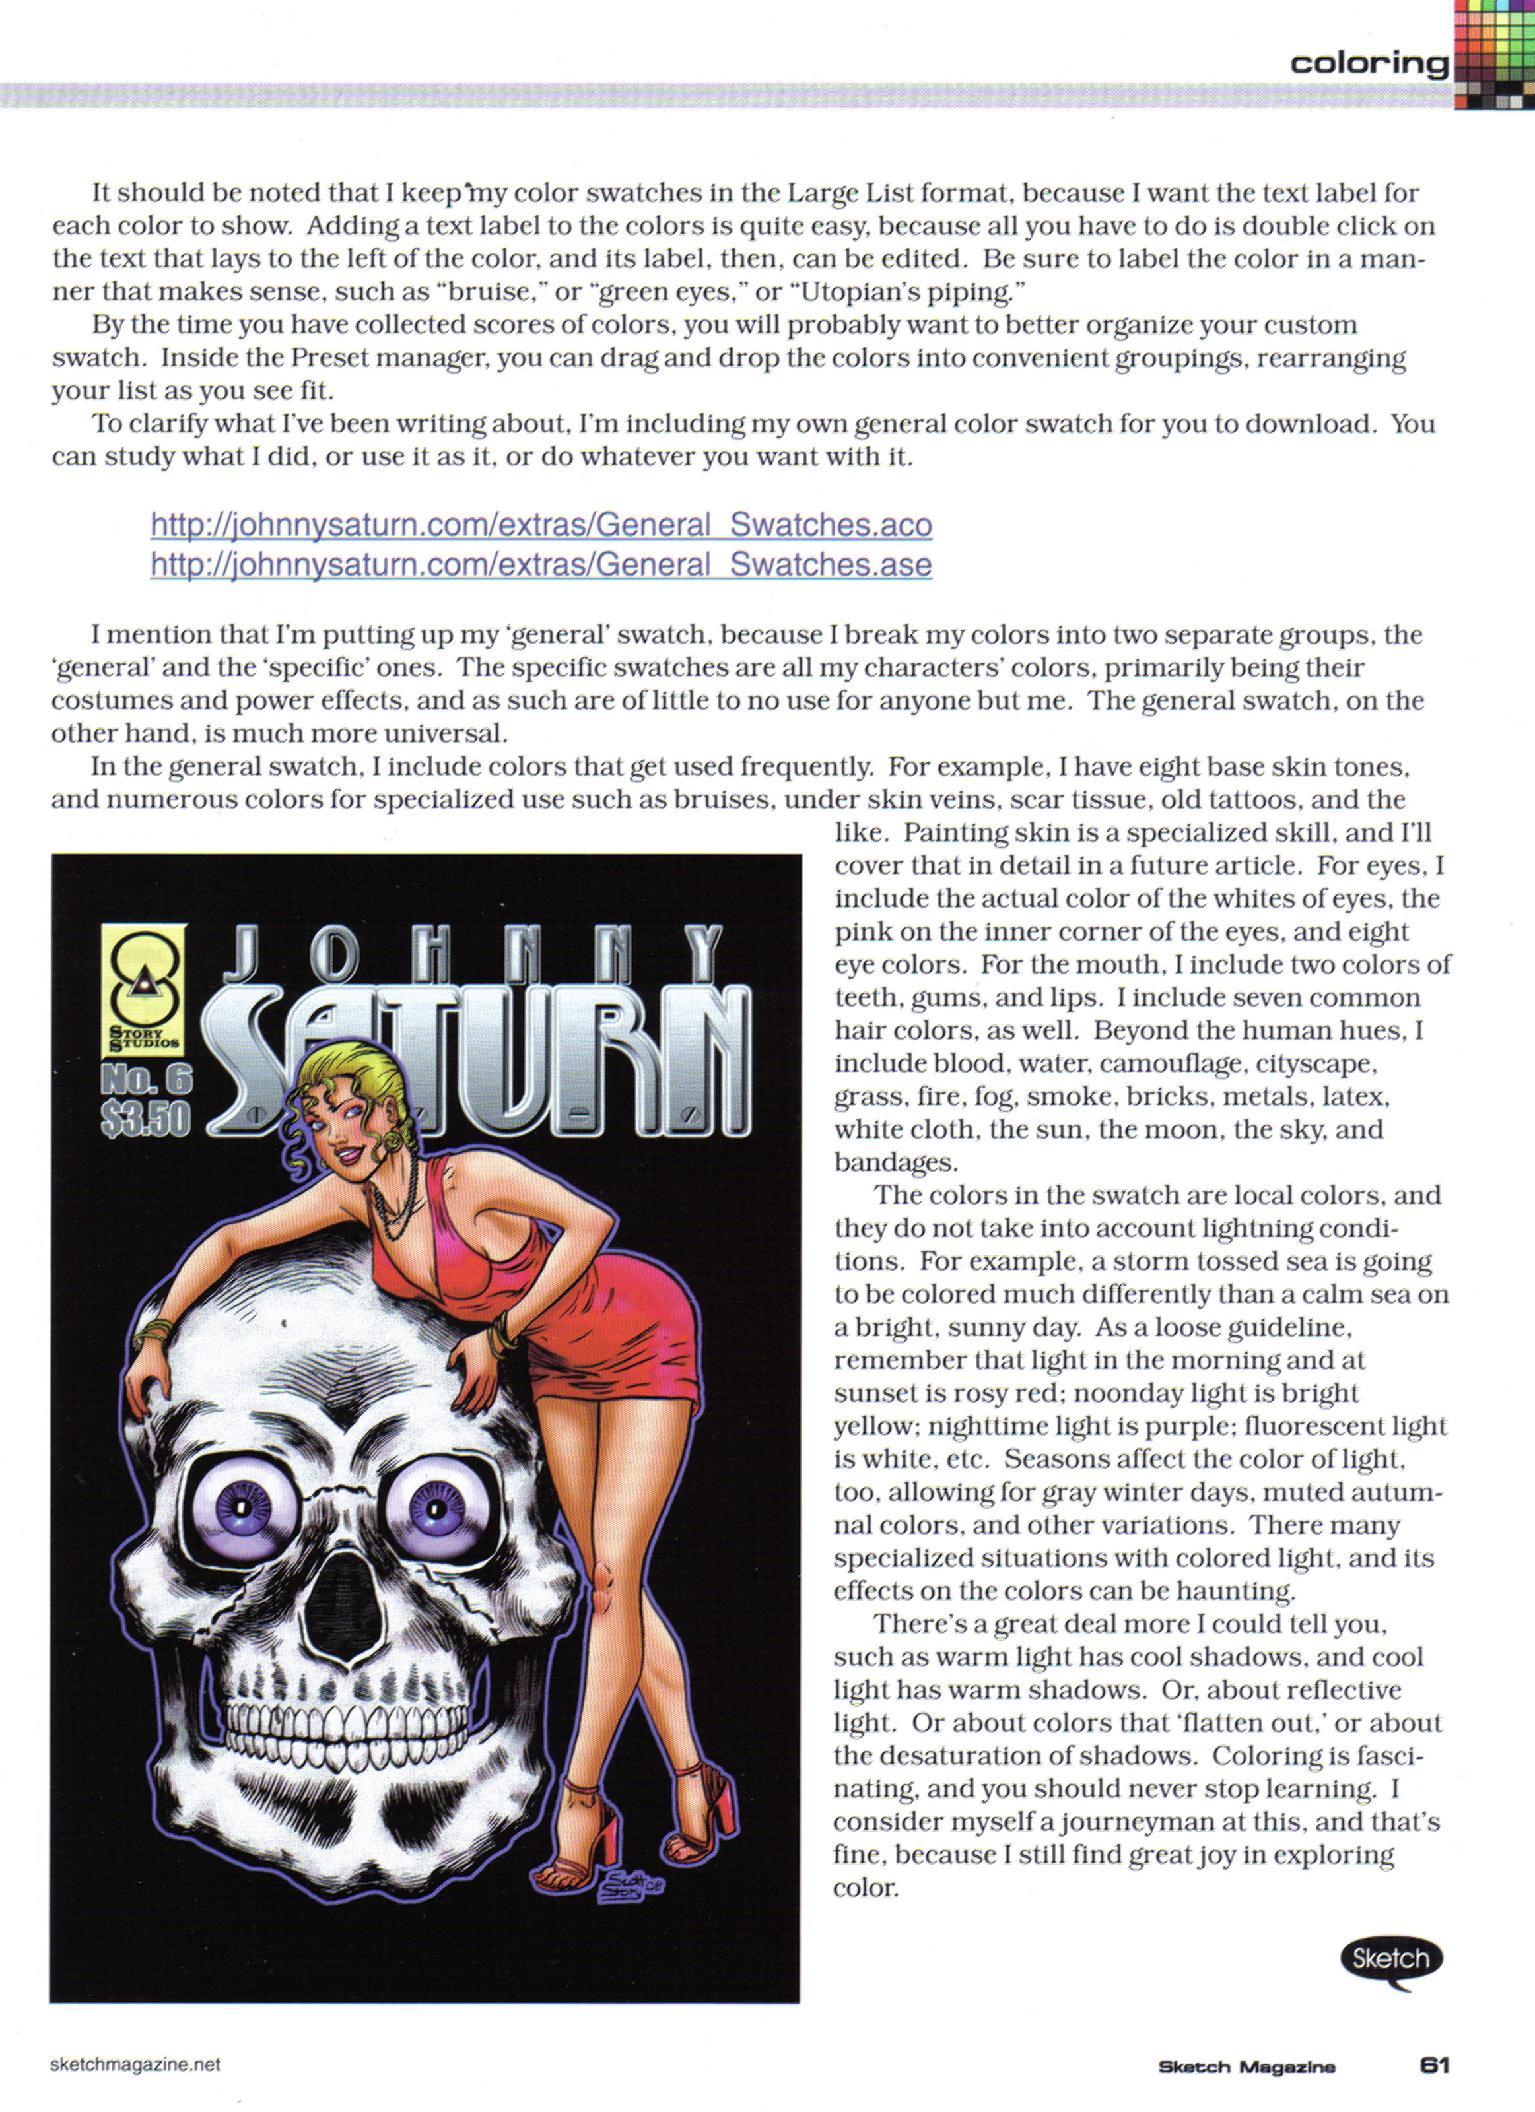 coloring
It should be noted that I keep my color swatches in the Large List format, because I want the text label for
each color to show.  Adding a text label to the colors is quite easy, because all you have to do is double click on
the text that lays to the left of the color, and its label, then, can be edited.  Be sure to label the color in a man-
ner that makes sense, such as “bruise,” or “green eyes,” or “Utopian’s piping.”
By the time you have collected scores of colors, you will probably want to better organize your custom
swatch.  Inside the Preset manager, you can drag and drop the colors into convenient groupings, rearranging
your list as you see fit.
To clarify what I’ve been writing about, I’m including my own general color swatch for you to download.  You
can study what I did, or use it as it, or do whatever you want with it.
http://johnnysaturn.com/extras/General_Swatches.aco
http://johnnysaturn.com/extras/General_Swatches.ase
I mention that I’m putting up my ‘general’ swatch, because I break my colors into two separate groups, the
‘general’ and the ‘specific’ ones.  The specific swatches are all my characters’ colors, primarily being their
costumes and power effects, and as such are of little to no use for anyone but me.  The general swatch, on the
other hand, is much more universal.
In the general swatch, I include colors that get used frequently.  For example, I have eight base skin tones,
and numerous colors for specialized use such as bruises, under skin veins, scar tissue, old tattoos, and the
like.  Painting skin is a specialized skill, and I’ll
cover that in detail in a future article.  For eyes, I
include the actual color of the whites of eyes, the
pink on the inner corner of the eyes, and eight
eye colors.  For the mouth, I include two colors of
teeth, gums, and lips.  I include seven common
hair colors, as well.  Beyond the human hues, I
include blood, water, camouflage, cityscape,
grass, fire, fog, smoke, bricks, metals, latex,
white cloth, the sun, the moon, the sky, and
bandages.
The colors in the swatch are local colors, and
they do not take into account lightning condi-
tions.  For example, a storm tossed sea is going
to be colored much differently than a calm sea on
a bright, sunny day.  As a loose guideline,
remember that light in the morning and at
sunset is rosy red; noonday light is bright
yellow; nighttime light is purple; fluorescent light
is white, etc.  Seasons affect the color of light,
too, allowing for gray winter days, muted autum-
nal colors, and other variations.  There many
specialized situations with colored light, and its
effects on the colors can be haunting.
There’s a great deal more I could tell you,
such as warm light has cool shadows, and cool
light has warm shadows.  Or, about reflective
light.  Or about colors that ‘flatten out,’ or about
the desaturation of shadows.  Coloring is fasci-
nating, and you should never stop learning.  I
consider myself a journeyman at this, and that’s
fine, because I still find great joy in exploring
color.
JOHNNY
SATURN
STORY
STUDIOS
No. 6
$3.50
Scott
Story 08
Sketch
sketchmagazine.net
Sketch Magazine
61